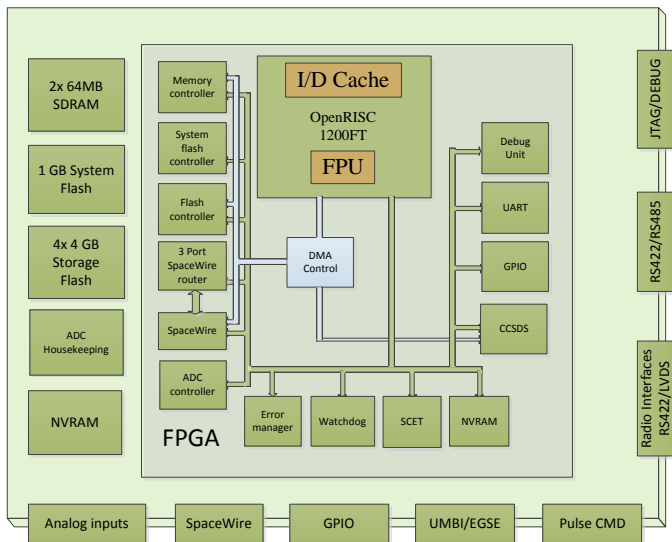 2x 64MB
SDRAM
1 GB System
Flash
4x 4 GB
Storage
Flash
ADC
Housekeeping
NVRAM
Memory
controller
System
flash
controller
Flash
controller
3 Port
SpaceWire
router
SpaceWire
ADC
controller
FPGA
I/D Cache
OpenRISC
1200FT
FPU
DMA
Control
Error
manager
Watchdog
SCET
NVRAM
Debug
Unit
UART
GPIO
CCSDS
JTAG/DEBUG
RS422/RS485
Radio Interfaces
RS422/LVDS
Analog inputs
SpaceWire
GPIO
UMBI/EGSE
Pulse CMD